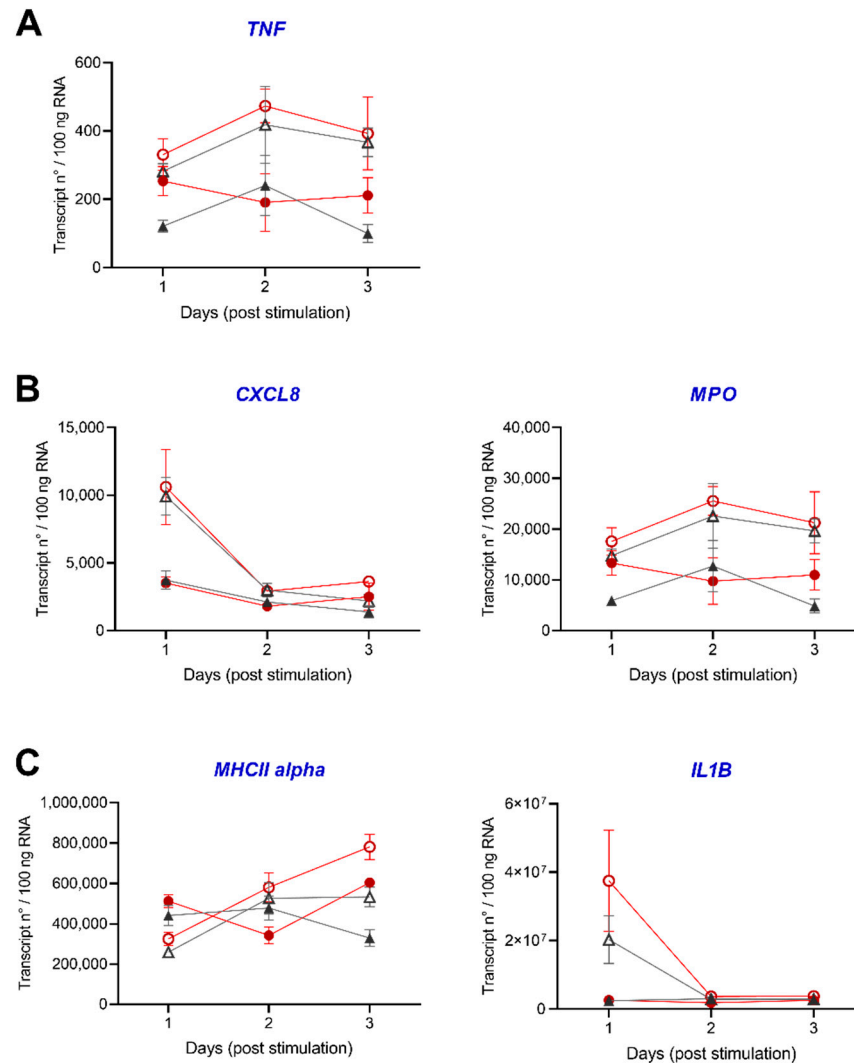 A
TNF
Transcript n° / 100 ng RNA
600
400
200
0
1 2 3
Days (post stimulation)
B
CXCL8
Transcript n° / 100 ng RNA
15,000
10,000
5,000
0
1 2 3
Days (post stimulation)
MPO
Transcript n° / 100 ng RNA
40,000
30,000
20,000
10,000
0
1 2 3
Days (post stimulation)
C
MHCII alpha
Transcript n° / 100 ng RNA
1,000,000
800,000
600,000
400,000
200,000
000,000
1 2 3
Days (post stimulation)
IL1B
Transcript n° / 100 ng RNA
6×10⁷
4×10⁷
2×10⁷
0
1 2 3
Days (post stimulation)